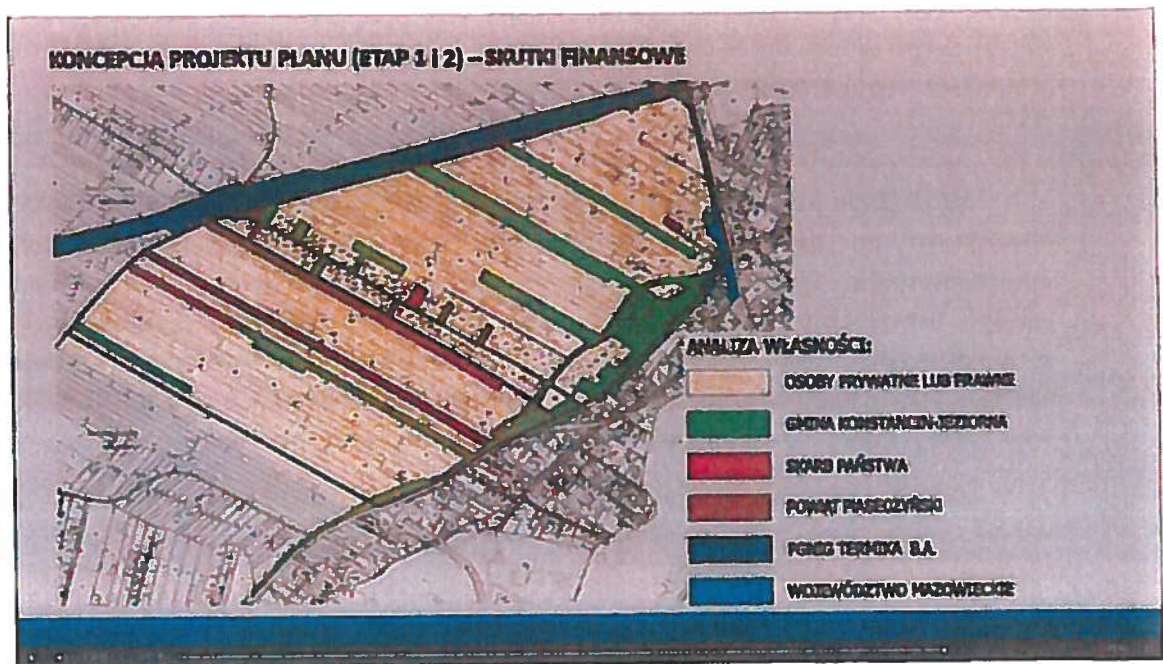 KONCEPCJA PROJEKTU PLANU (ETAP 1 i 2) – SKUTKI FINANSOWE
ANALIZA WŁASNOŚCI:
OSOBY PRYWATNE LUB PRAWNE
GMINA KONSTANCIN-JEZIORNA
SKARB PAŃSTWA
POWIAT PIASECZYŃSKI
PGNIG TERMIKA S.A.
WOJEWÓDZTWO MAZOWIECKIE